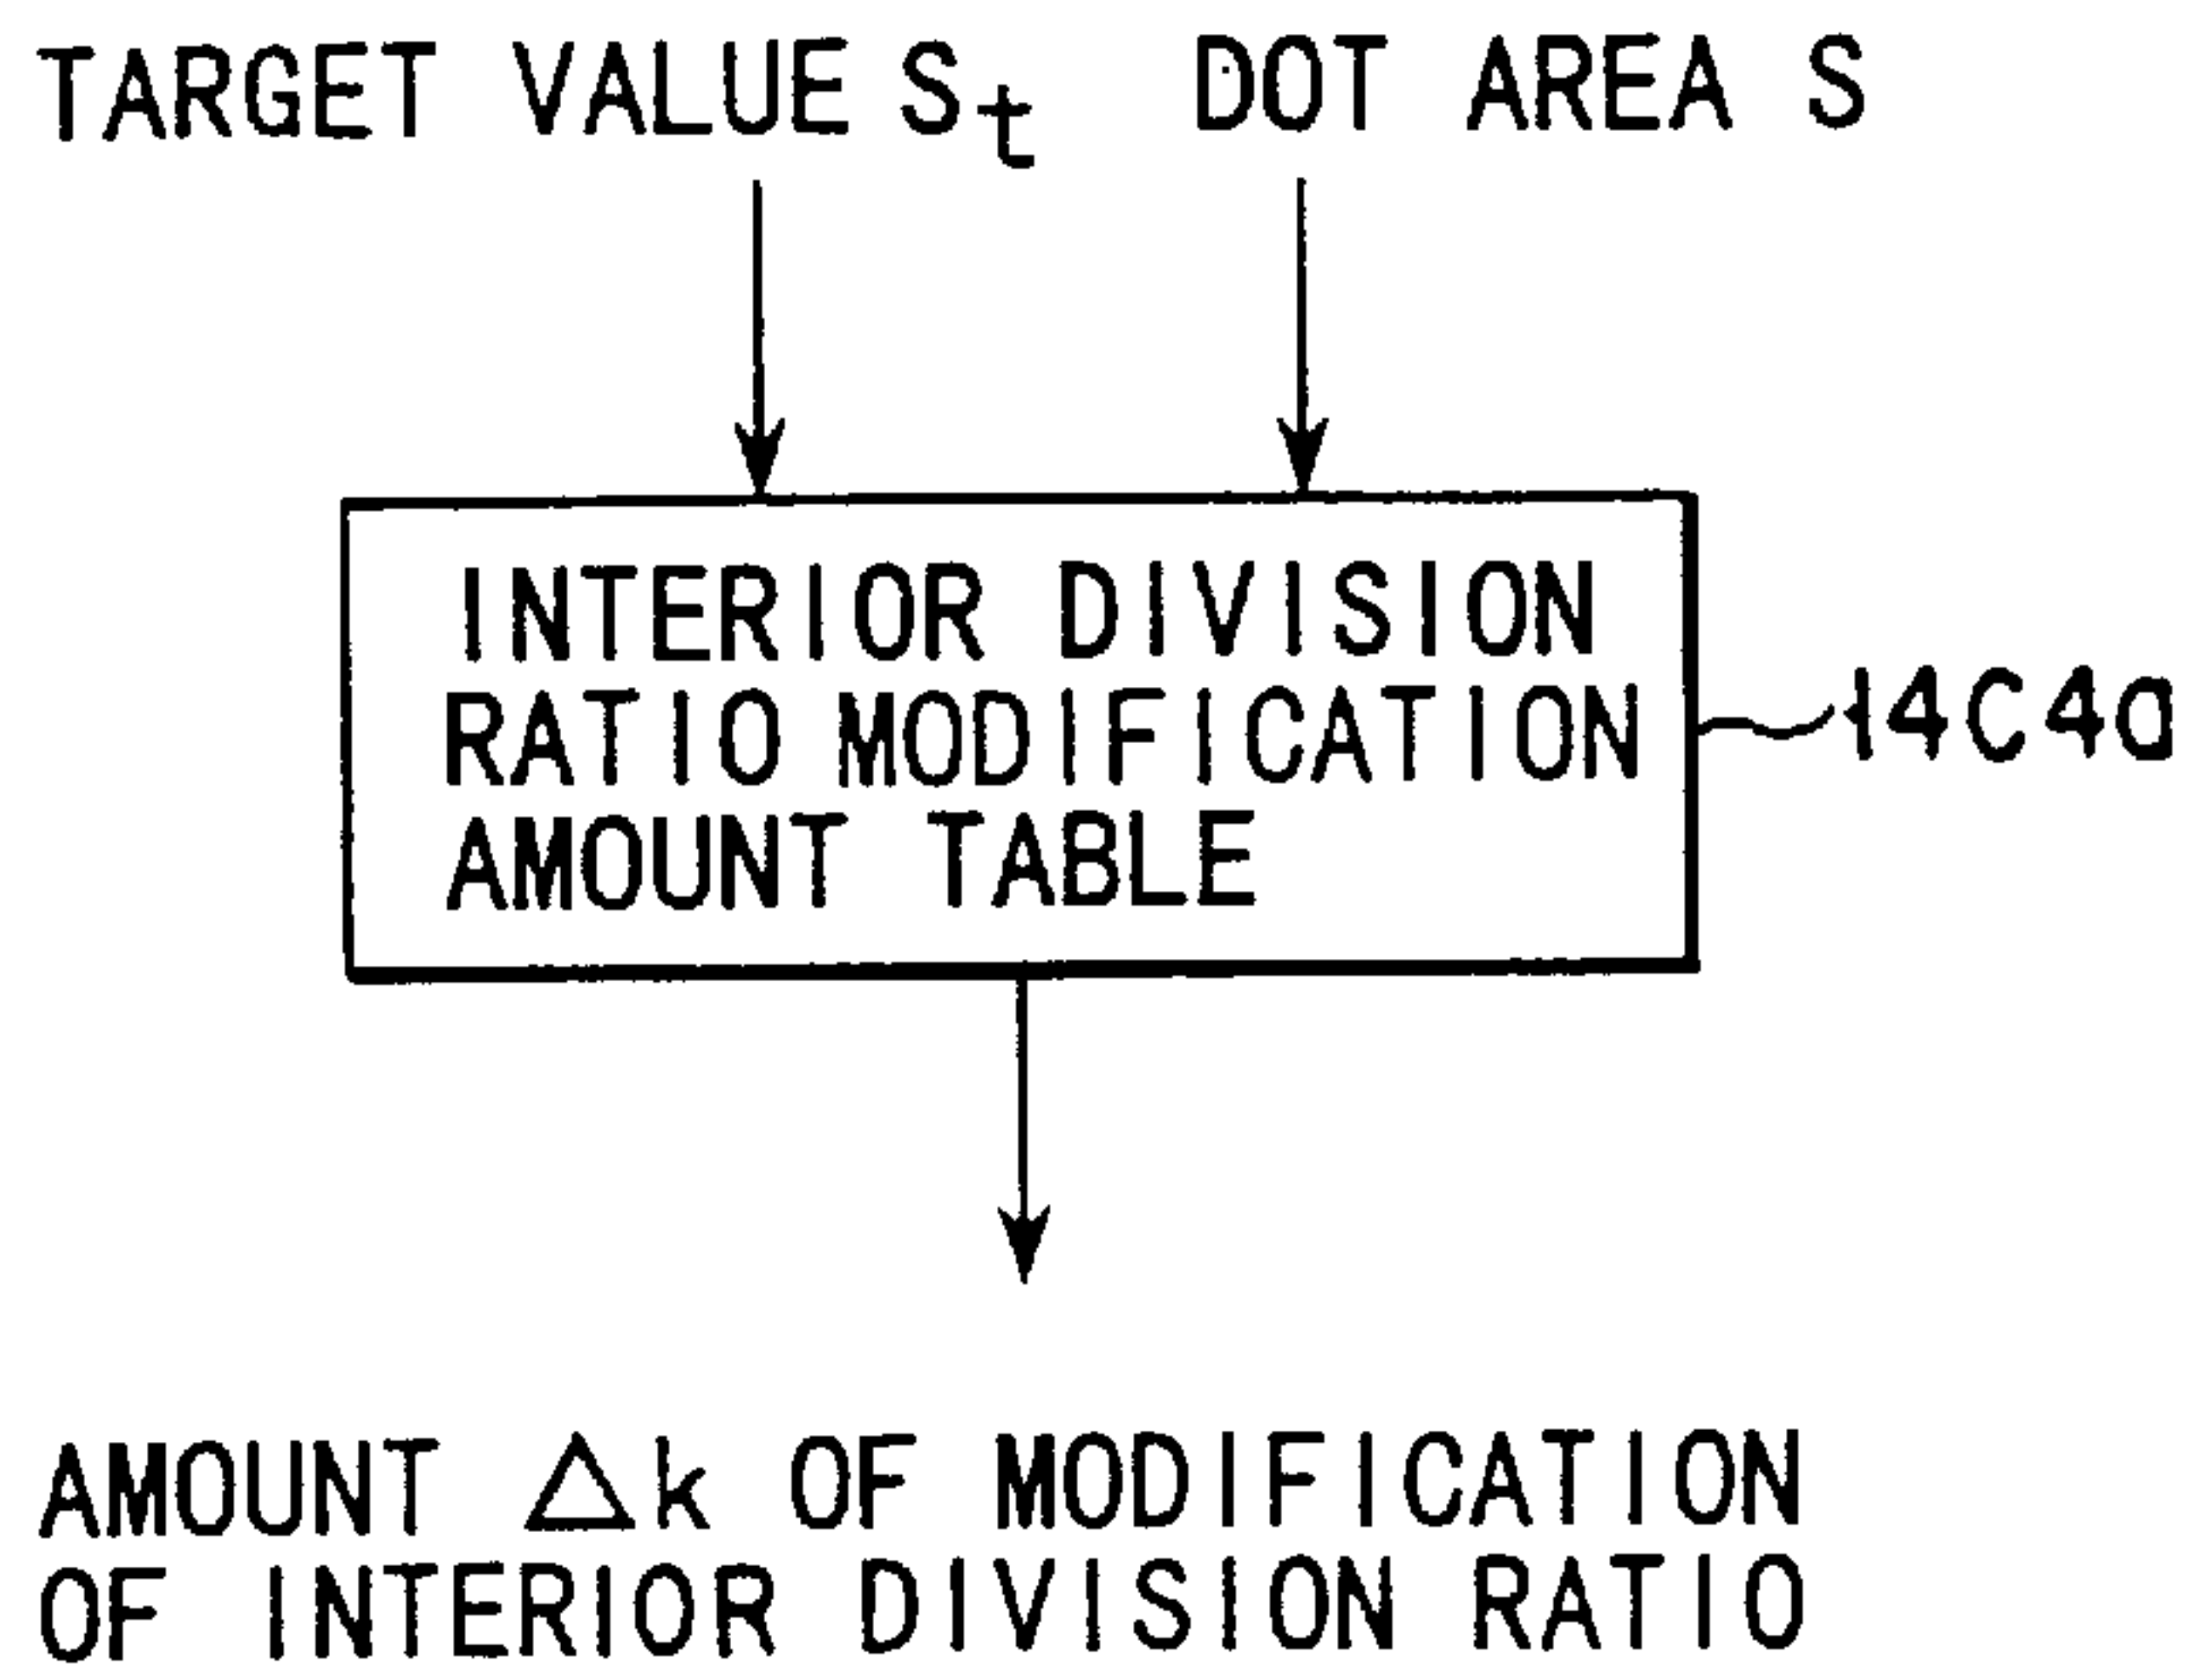 TARGET VALUE St DOT AREA S
INTERIOR DIVISION
RATIO MODIFICATION
AMOUNT TABLE
14C4a
AMOUNT Δk OF MODIFICATION
OF INTERIOR DIVISION RATIO